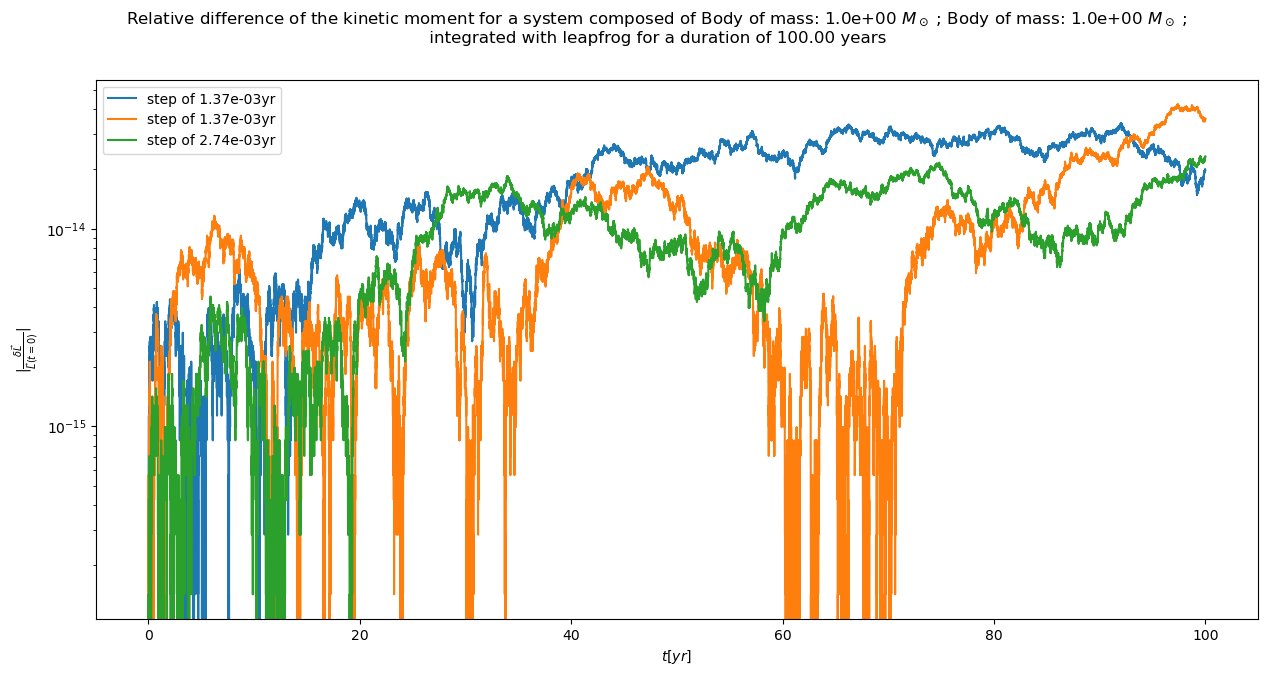 Relative difference of the kinetic moment for a system composed of Body of mass: 1.0e+00 $M_\odot$ ; Body of mass: 1.0e+00 $M_\odot$ ;
integrated with leapfrog for a duration of 100.00 years
step of 1.37e-03yr
step of 1.37e-03yr
step of 2.74e-03yr
$|\frac{\delta \vec{L}}{\vec{L}(t=0)}|$
10⁻¹⁴
10⁻¹⁵
0 20 40 60 80 100
t[yr]